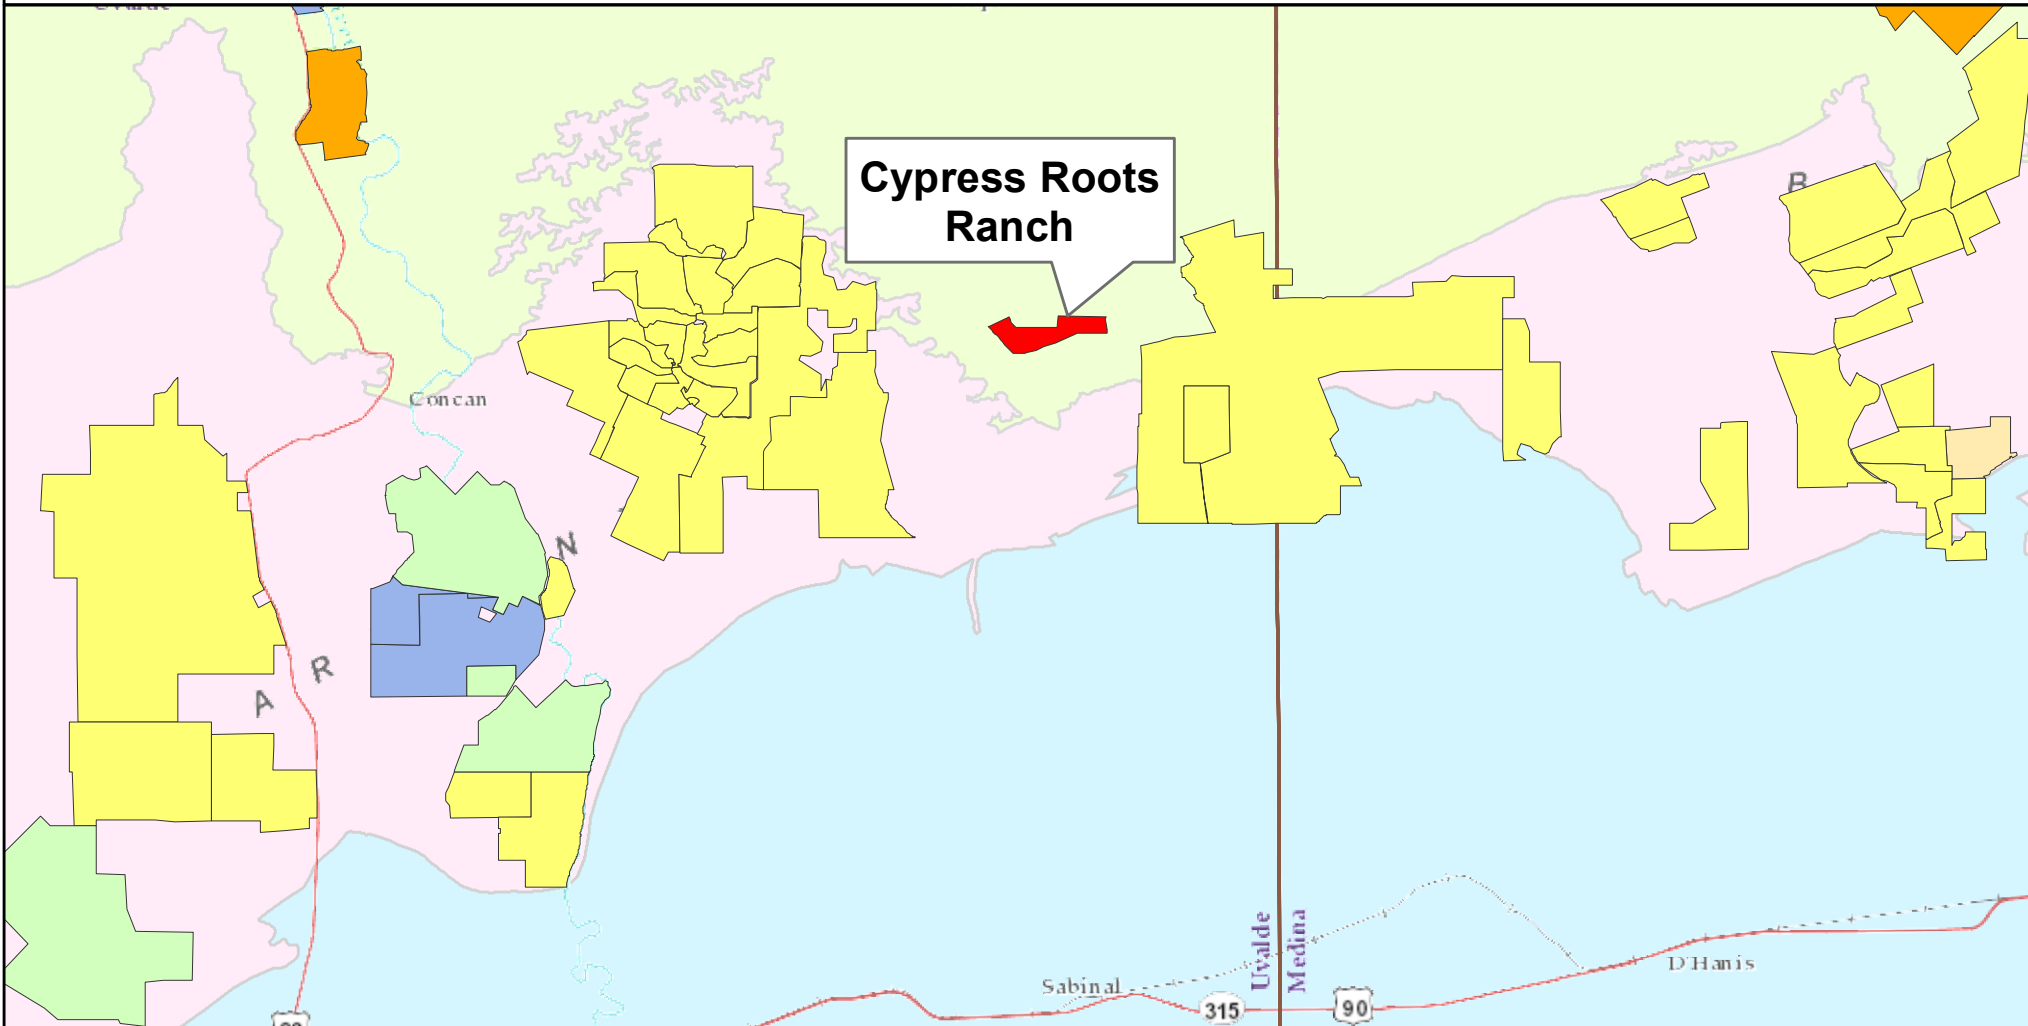 Cypress Roots
Ranch
B
Concan
N
R
A
Uvalde
Medina
Sabinal
D'Hanis
315
90